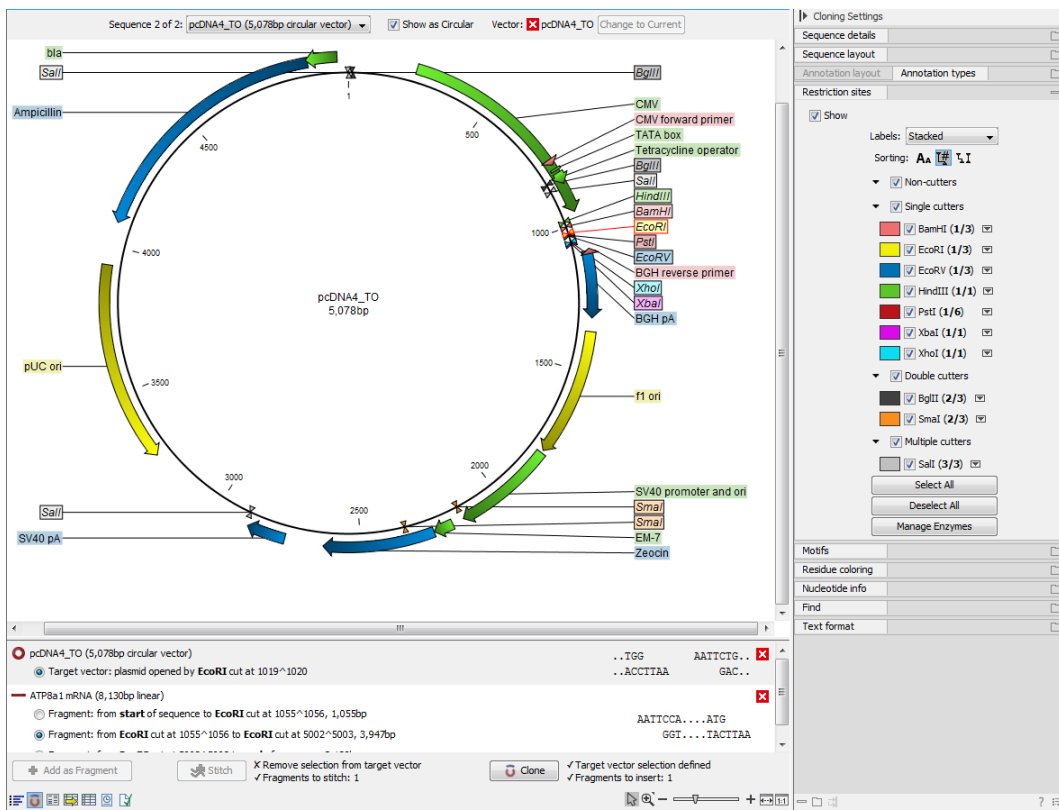 Sequence 2 of 2: pcDNA4_TO (5,078bp circular vector) Show as Circular Vector: pcDNA4_TO Change to Current
bla
SalI
Ampicillin
pUC ori
SalI
SV40 pA
1
500
1000
1500
2000
2500
3000
3500
4000
4500
pcDNA4_TO
5,078bp
BglII
CMV
CMV forward primer
TATA box
Tetracycline operator
BglII
SalI
HindIII
BamHI
EcoRI
PstI
EcoRV
BGH reverse primer
XhoI
XbaI
BGH pA
f1 ori
SV40 promoter and ori
SmaI
SmaI
EM-7
Zeocin
Cloning Settings
Sequence details
Sequence layout
Annotation layout Annotation types
Restriction sites
Show
Labels: Stacked
Sorting:
Non-cutters
Single cutters
BamHI (1/3)
EcoRI (1/3)
EcoRV (1/3)
HindIII (1/1)
PstI (1/6)
XbaI (1/1)
XhoI (1/1)
Double cutters
BglII (2/3)
SmaI (2/3)
Multiple cutters
SalI (3/3)
Select All
Deselect All
Manage Enzymes
Motifs
Residue coloring
Nucleotide info
Find
Text format
pcDNA4_TO (5,078bp circular vector)
Target vector: plasmid opened by EcoRI cut at 1019^1020
..TGG AATTCTG..
..ACCTTAA GAC..
ATP8a1 mRNA (8,130bp linear)
Fragment: from start of sequence to EcoRI cut at 1055^1056, 1,055bp
Fragment: from EcoRI cut at 1055^1056 to EcoRI cut at 5002^5003, 3,947bp
AATTCCA....ATG
GGT....TACTTAA
Add as Fragment
Stitch
X Remove selection from target vector
√ Fragments to stitch: 1
Clone
√ Target vector selection defined
√ Fragments to insert: 1